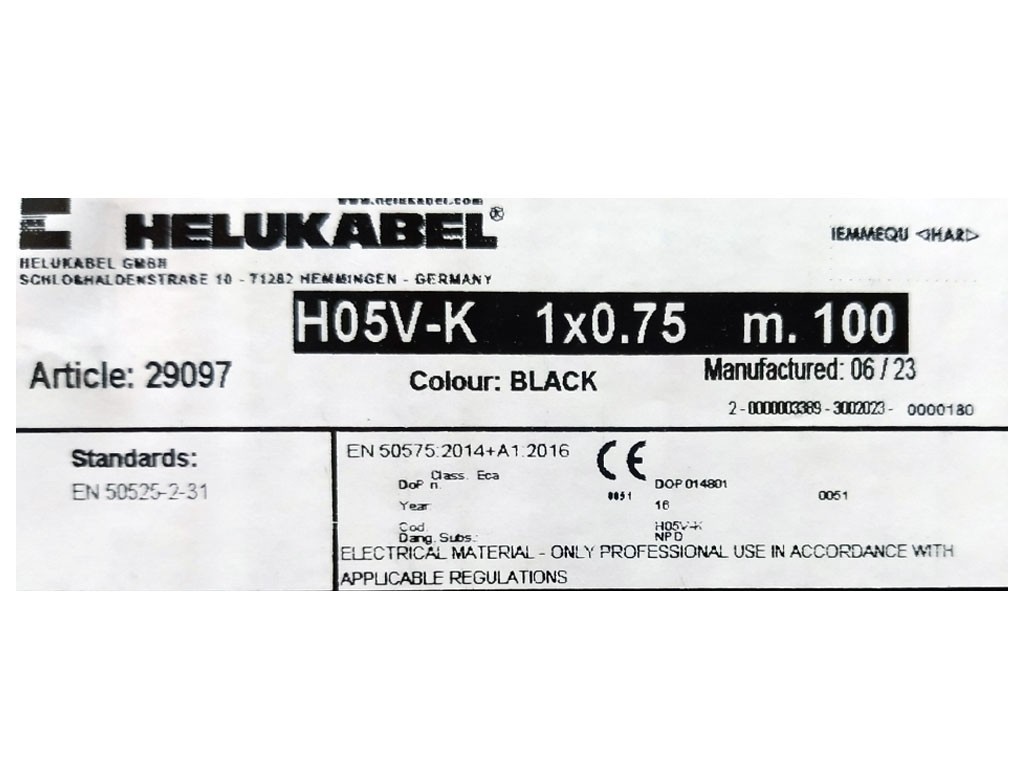 www.helukabel.com
HELUKABEL®
IEMMEQU ◁HAR▷
HELUKABEL GMBH
SCHLOßHALDENSTRAßE 10 - 71282 HEMMINGEN - GERMANY
H05V-K 1x0.75 m. 100
Article: 29097
Colour: BLACK
Manufactured: 06 / 23
2 - 0000003389 - 3002023 - 0000180
Standards:
EN 50525-2-31
EN 50575:2014+A1:2016
CE
Class. Eca
DoP n.
0051
DOP 014801
0051
Year
16
Cod.
H05V-K
Dang. Subs.:
NPD
ELECTRICAL MATERIAL - ONLY PROFESSIONAL USE IN ACCORDANCE WITH
APPLICABLE REGULATIONS